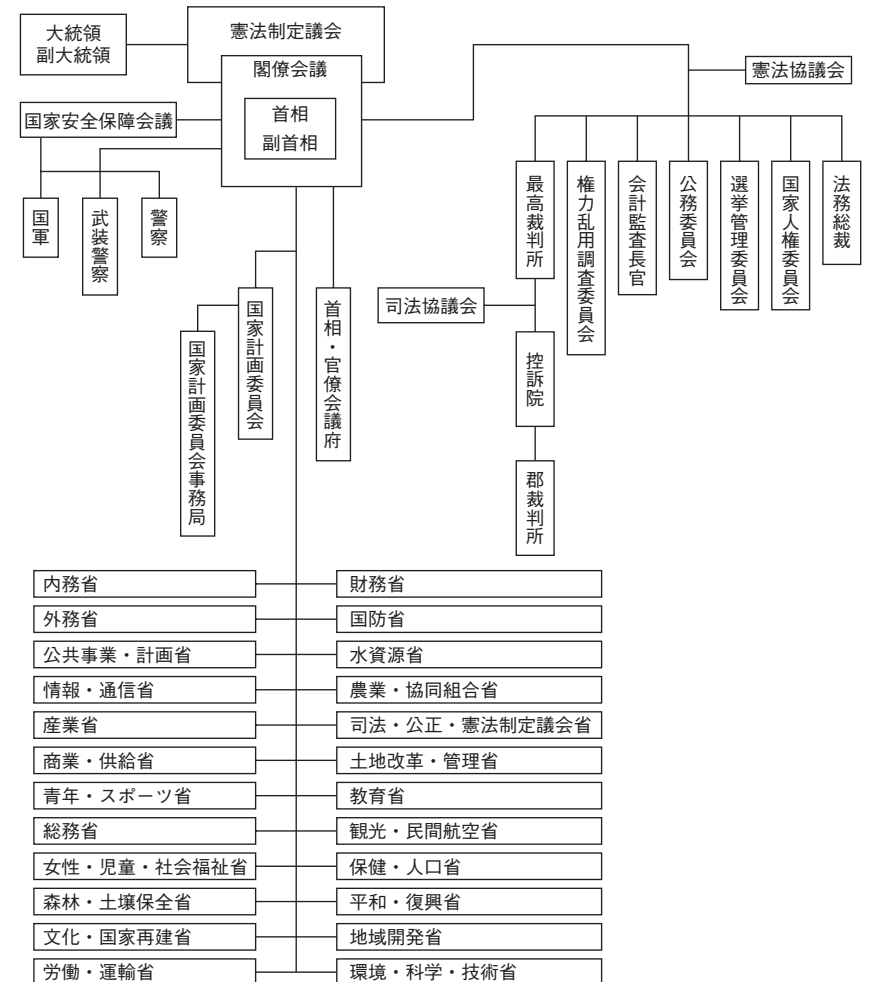 大統領
副大統領
憲法制定議会
閣僚会議
首相
副首相
憲法協議会
国家安全保障会議
国軍
武装警察
警察
最高裁判所
権力乱用調査委員会
会計監査長官
公務委員会
選挙管理委員会
国家人権委員会
法務総裁
司法協議会
控訴院
郡裁判所
国家計画委員会
国家計画委員会事務局
首相・官僚会議府
内務省
財務省
外務省
国防省
公共事業・計画省
水資源省
情報・通信省
農業・協同組合省
産業省
司法・公正・憲法制定議会省
商業・供給省
土地改革・管理省
青年・スポーツ省
教育省
総務省
観光・民間航空省
女性・児童・社会福祉省
保健・人口省
森林・土壌保全省
平和・復興省
文化・国家再建省
地域開発省
労働・運輸省
環境・科学・技術省